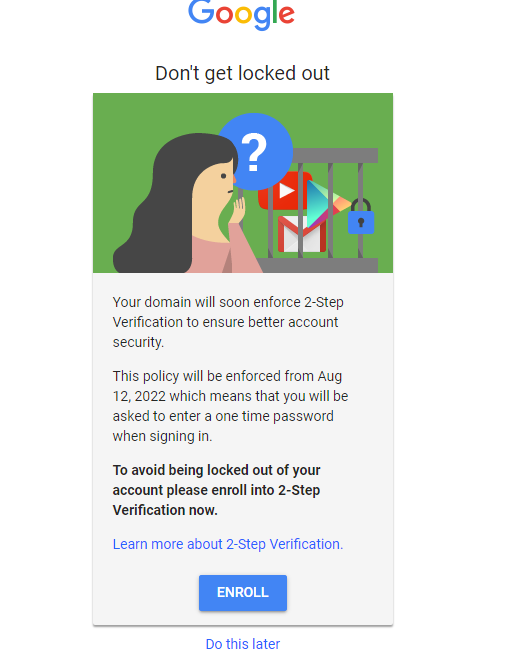 Google
Don't get locked out
?
Your domain will soon enforce 2-Step
Verification to ensure better account
security.
This policy will be enforced from Aug
12, 2022 which means that you will be
asked to enter a one time password
when signing in.
To avoid being locked out of your
account please enroll into 2-Step
Verification now.
Learn more about 2-Step Verification.
ENROLL
Do this later